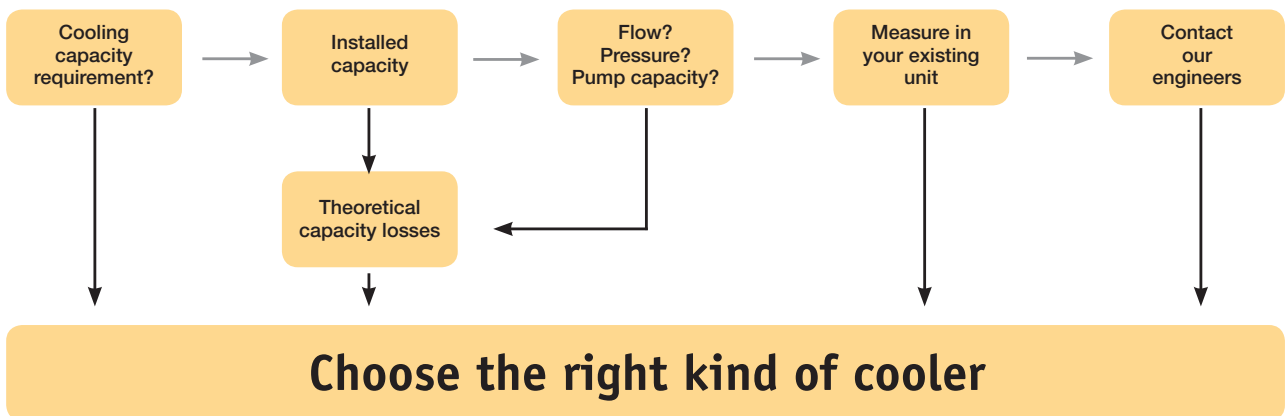 Cooling
capacity
requirement?
Installed
capacity
Flow?
Pressure?
Pump capacity?
Measure in
your existing
unit
Contact
our
engineers
Theoretical
capacity losses
Choose the right kind of cooler